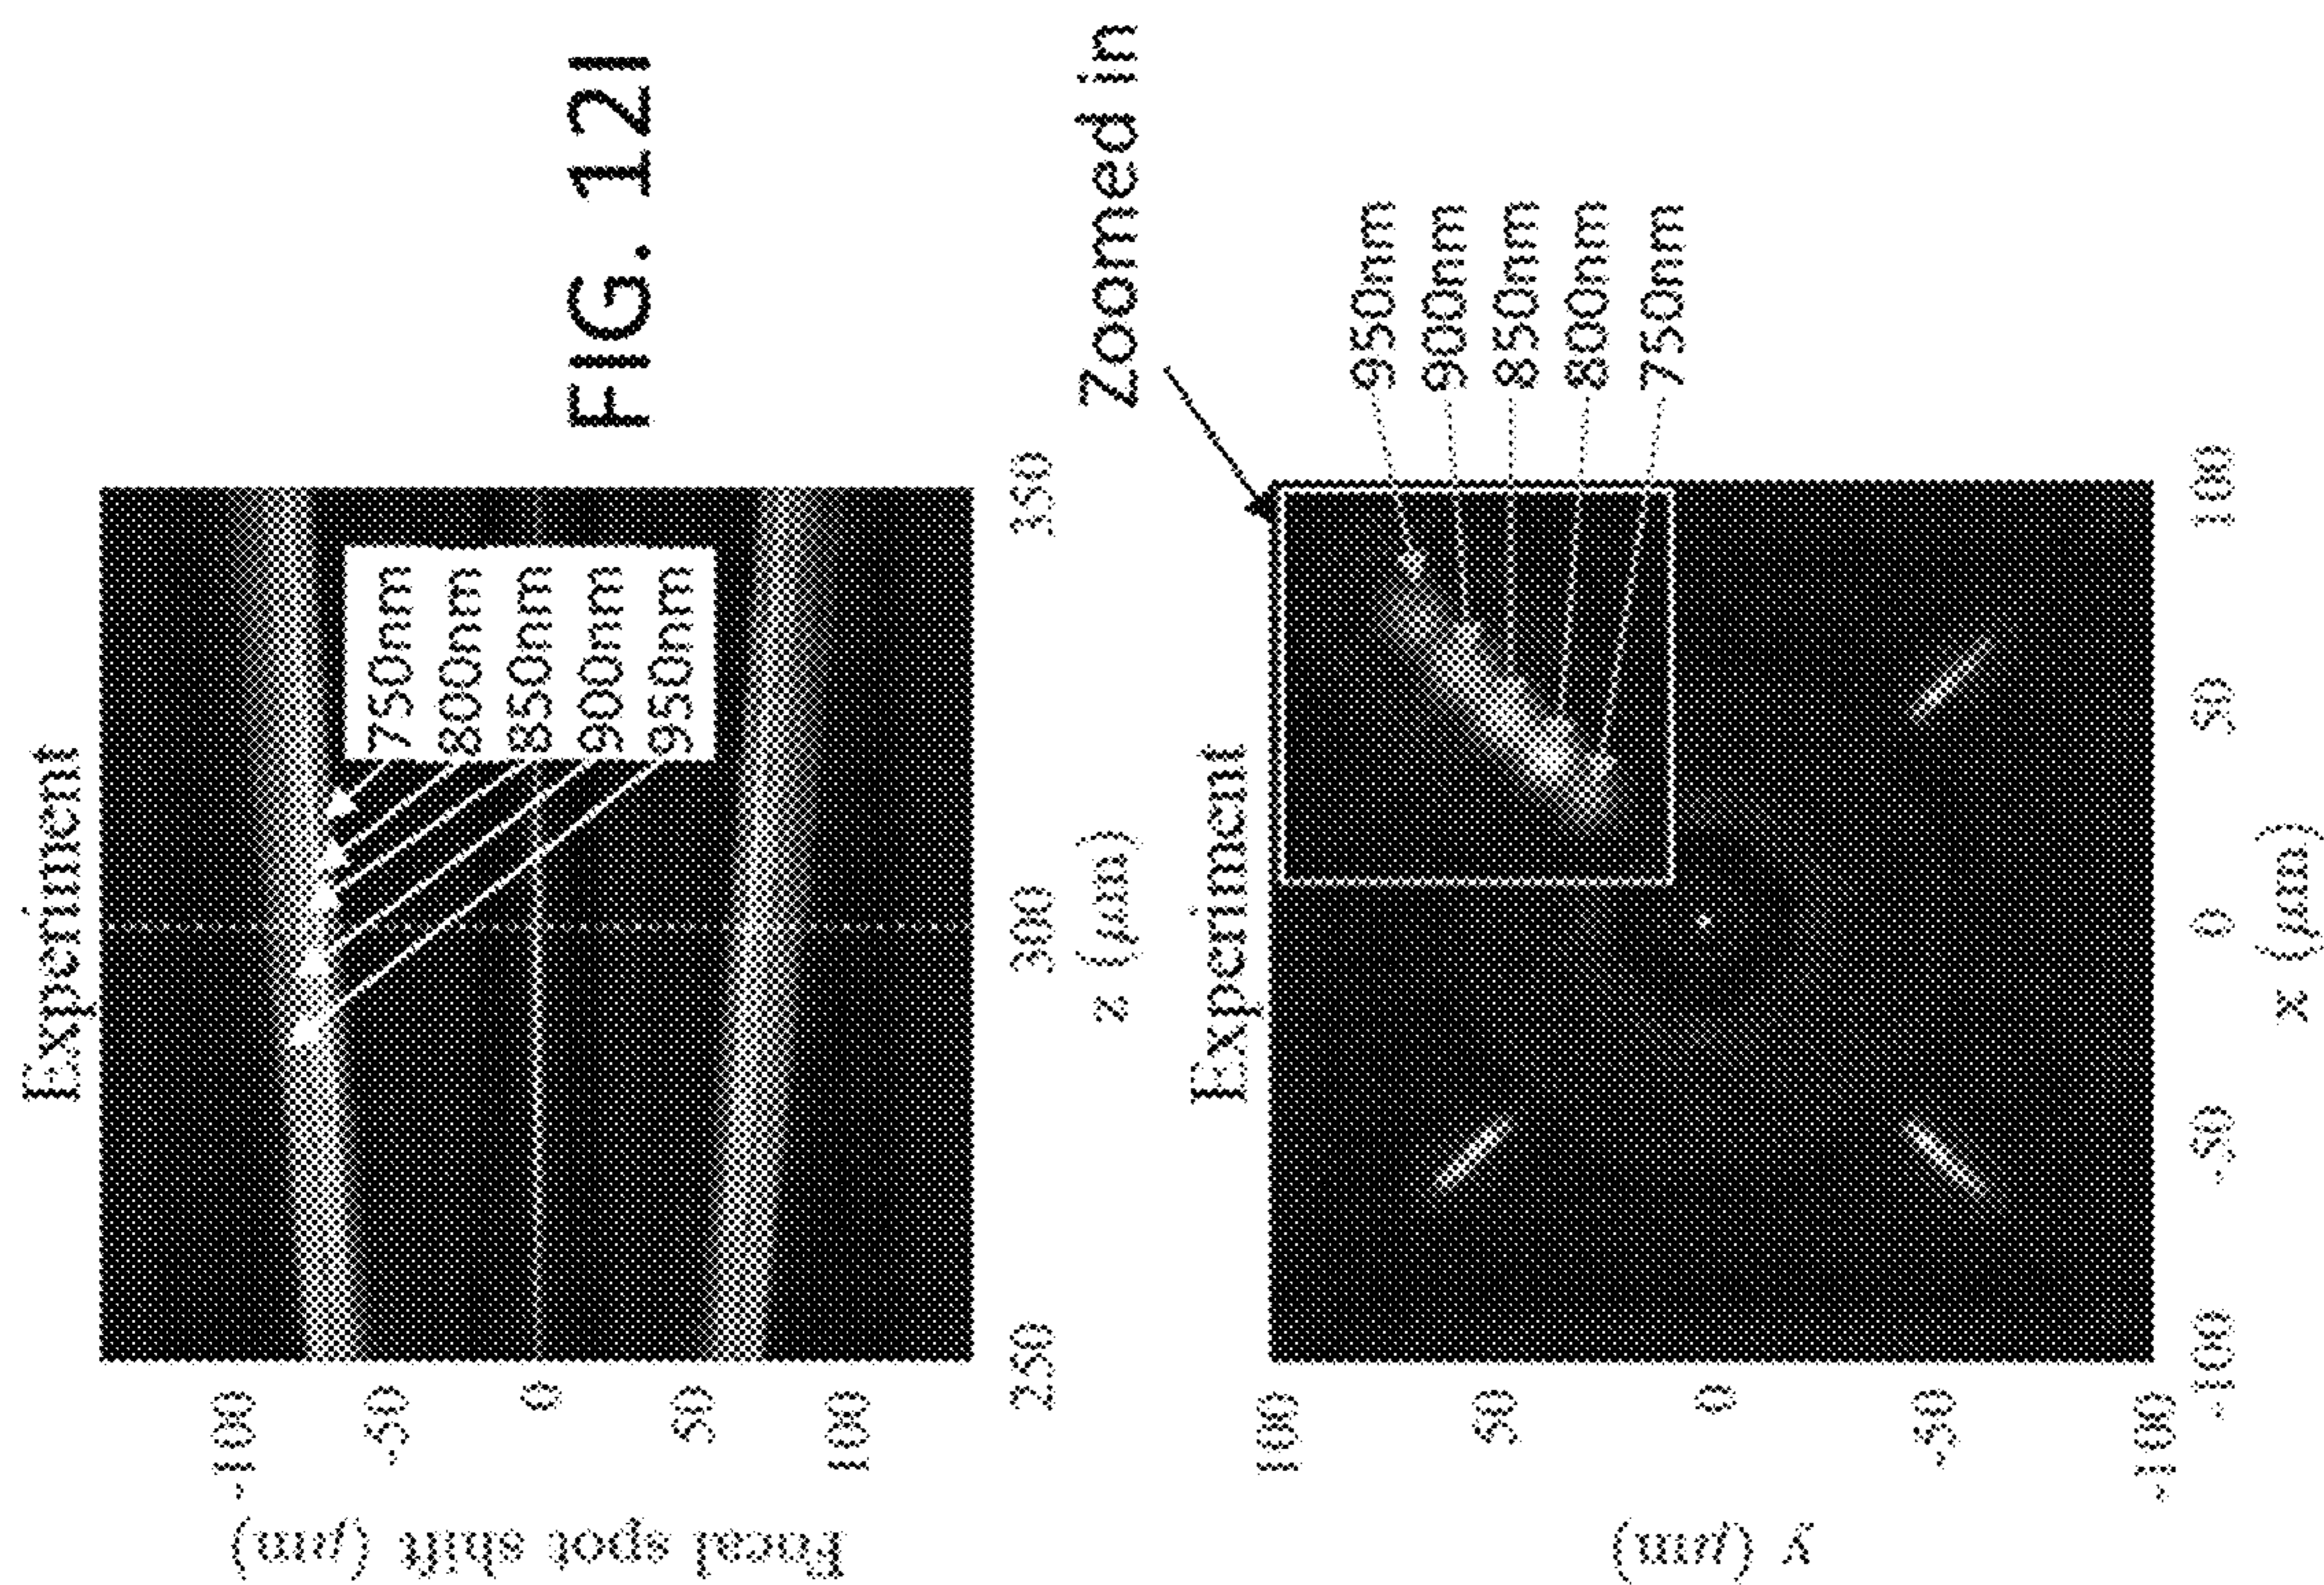 Experiment
Focal spot shift (μm)
-100
-50
0
50
100
750nm
800nm
850nm
900nm
950nm
250
300
350
z (μm)
FIG. 12I
Zoomed in
Experiment
y (μm)
100
50
0
-50
-100
950nm
900nm
850nm
800nm
750nm
-100
-50
0
50
100
x (μm)